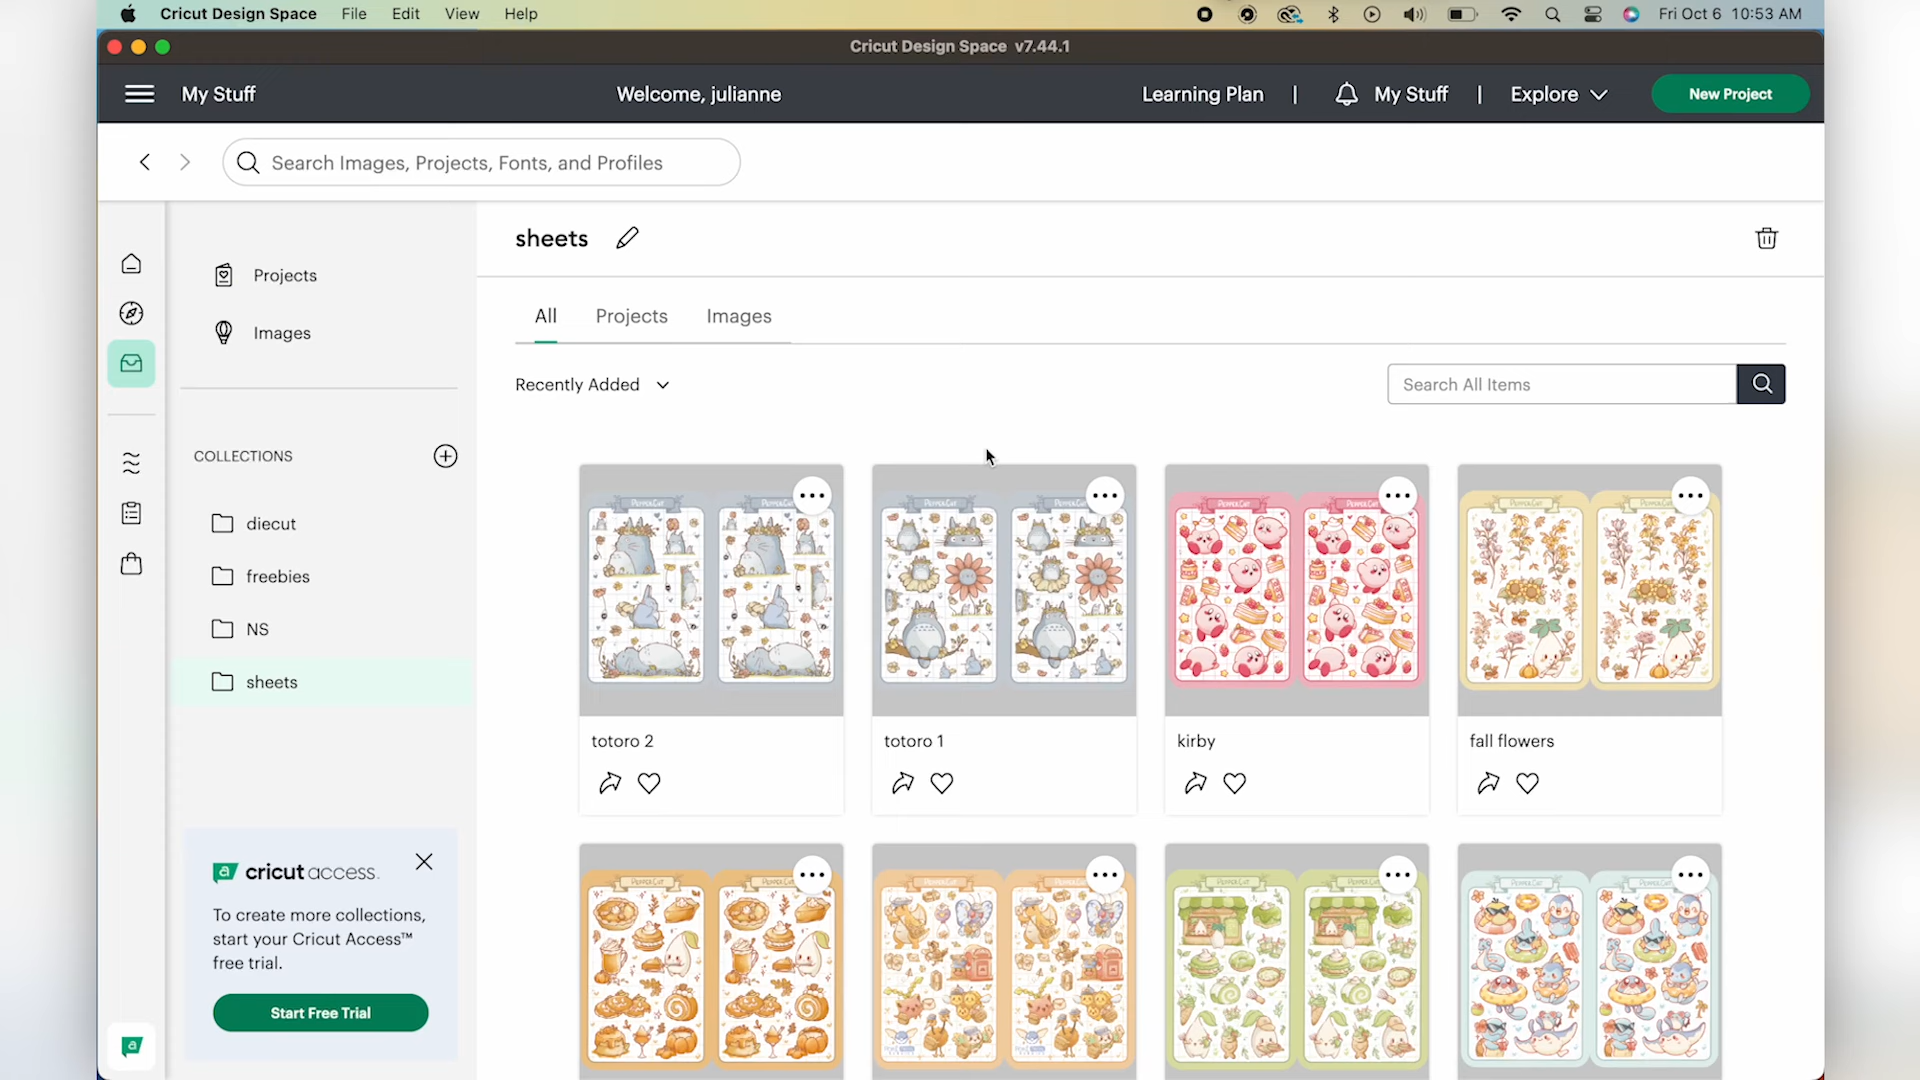 Cricut Design Space File Edit View Help
Fri Oct 6 10:53 AM
Cricut Design Space v7.44.1
My Stuff
Welcome, julianne
Learning Plan | My Stuff | Explore
New Project
Search Images, Projects, Fonts, and Profiles
Projects
Images
COLLECTIONS
diecut
freebies
NS
sheets
cricut access.
To create more collections,
start your Cricut Access™
free trial.
Start Free Trial
sheets
All Projects Images
Recently Added
Search All Items
totoro 2
totoro 1
kirby
fall flowers